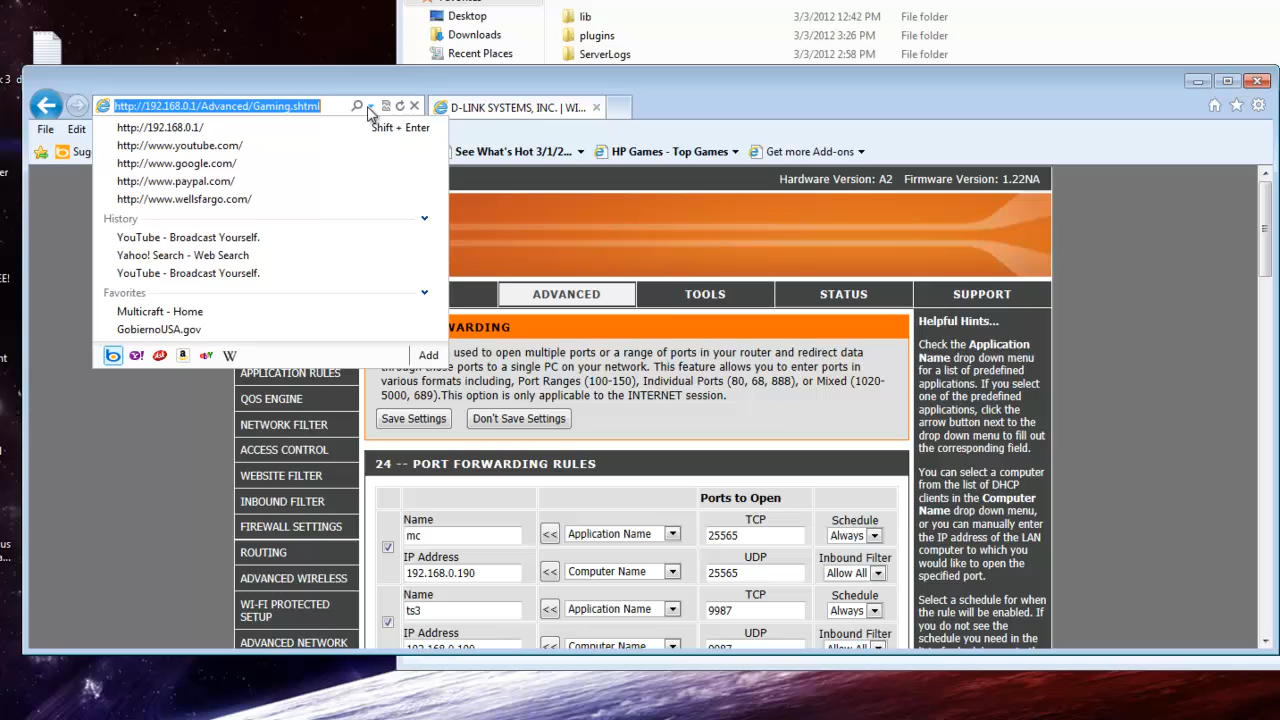 Favorites
Desktop
Downloads
Recent Places
lib 3/3/2012 12:42 PM File folder
plugins 3/3/2012 3:26 PM File folder
ServerLogs 3/3/2012 2:58 PM File folder
http://192.168.0.1/Advanced/Gaming.shtml
D-LINK SYSTEMS, INC. | WI...
File Edit
http://192.168.0.1/ Shift + Enter
http://www.youtube.com/
http://www.google.com/
http://www.paypal.com/
http://www.wellsfargo.com/
History
YouTube - Broadcast Yourself.
Yahoo! Search - Web Search
YouTube - Broadcast Yourself.
Favorites
Multicraft - Home
GobiernoUSA.gov
Add
Sug
See What's Hot 3/1/2...
HP Games - Top Games
Get more Add-ons
Hardware Version: A2 Firmware Version: 1.22NA
ADVANCED TOOLS STATUS SUPPORT
APPLICATION RULES
QOS ENGINE
NETWORK FILTER
ACCESS CONTROL
WEBSITE FILTER
INBOUND FILTER
FIREWALL SETTINGS
ROUTING
ADVANCED WIRELESS
WI-FI PROTECTED
SETUP
ADVANCED NETWORK
WARDING
used to open multiple ports or a range of ports in your router and redirect data
through those ports to a single PC on your network. This feature allows you to enter ports in
various formats including, Port Ranges (100-150), Individual Ports (80, 68, 888), or Mixed (1020-
5000, 689).This option is only applicable to the INTERNET session.
Save Settings Don't Save Settings
24 -- PORT FORWARDING RULES
Ports to Open
Name TCP Schedule
mc << Application Name 25565 Always
IP Address UDP Inbound Filter
192.168.0.190 << Computer Name 25565 Allow All
Name TCP Schedule
ts3 << Application Name 9987 Always
IP Address UDP Inbound Filter
192.168.0.190 << Computer Name 9987 Allow All
Helpful Hints...
Check the Application
Name drop down menu
for a list of predefined
applications. If you select
one of the predefined
applications, click the
arrow button next to the
drop down menu to fill out
the corresponding field.
You can select a computer
from the list of DHCP
clients in the Computer
Name drop down menu,
or you can manually enter
the IP address of the LAN
computer to which you
would like to open the
specified port.
Select a schedule for when
the rule will be enabled. If
you do not see the
schedule you need in the